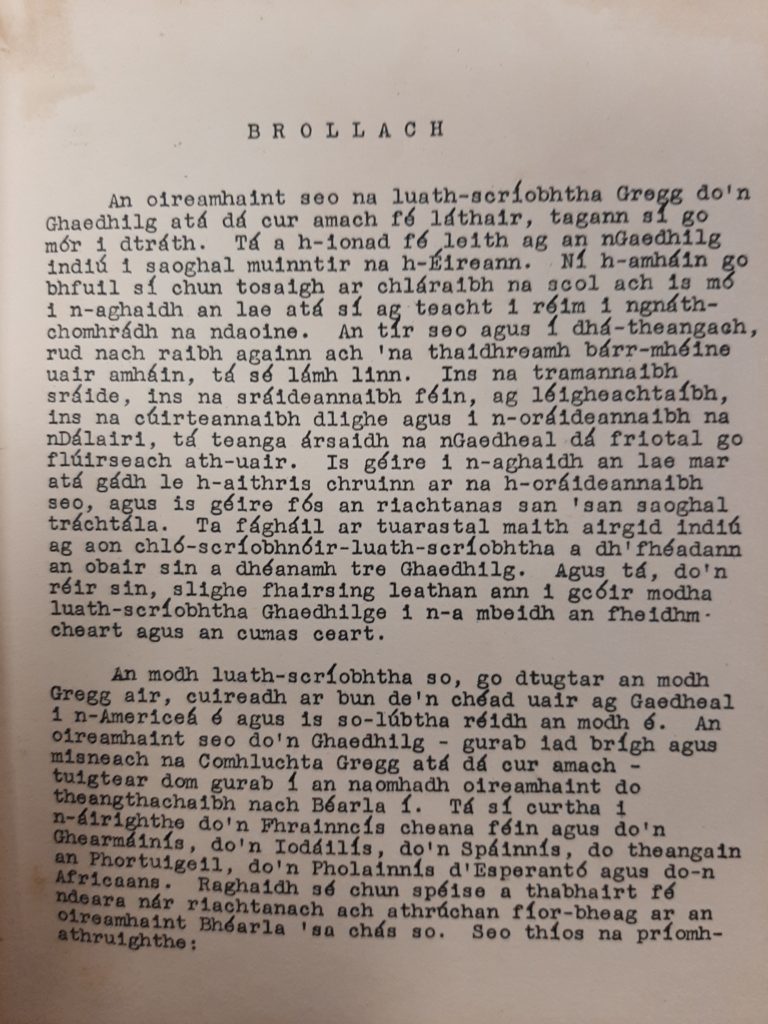 BROLLACH
An oireamhaint seo na luath-scríobhtha Gregg do'n
Ghaedhilg atá dá cur amach fé láthair, tagann sí go
mór i dtráth. Tá a h-ionad fé leith ag an nGaedhilg
indiú i saoghal muinntir na h-Éireann. Ní h-amháin go
bhfuil sí chun tosaigh ar chláraibh na scol ach is mó
i n-aghaidh an lae atá sí ag teacht i réim i ngnáth-
chomhrádh na ndaoine. An tír seo agus í dhá-theangach,
rud nach raibh againn ach 'na thaidhreamh bárr-mhéine
uair amháin, tá sé lámh linn. Ins na tramannaibh
sráide, ins na sráideannaibh féin, ag léigheachtaibh,
ins na cúirteannaibh dlighe agus i n-oráideannaibh na
nDálairi, tá teanga ársaidh na nGaedheal dá friotal go
flúirseach ath-uair. Is géire i n-aghaidh an lae mar
atá gádh le h-aithris chruinn ar na h-oráideannaibh
seo, agus is géire fós an riachtanas san 'san saoghal
tráchtála. Ta fágháil ar tuarastal maith airgid indiú
ag aon chló-scríobhnóir-luath-scríobhtha a dh'fhéadann
an obair sin a dhéanamh tre Ghaedhilg. Agus tá, do'n
réir sin, slighe fhairsing leathan ann i gcóir modha
luath-scríobhtha Ghaedhilge i n-a mbeidh an fheidhm
cheart agus an cumas ceart.
An modh luath-scríobhtha so, go dtugtar an modh
Gregg air, cuireadh ar bun de'n chéad uair ag Gaedheal
i n-Americeá é agus is so-lúbtha réidh an modh é. An
oireamhaint seo do'n Ghaedhilg - gurab iad brígh agus
misneach na Comhluchta Gregg atá dá cur amach -
tuigtear dom gurab í an naomhadh oireamhaint do
theangthachaibh nach Béarla í. Tá sí curtha i
n-áirighthe do'n Fhrainncís cheana féin agus do'n
Ghearmáinís, do'n Iodáilís, do'n Spáinnís, do theangain
an Phortuigeil, do'n Pholainnís d'Esperantó agus do-n
Africaans. Raghaidh sé chun spéise a thabhairt fé
ndeara nár riachtanach ach athrúchan fíor-bheag ar an
oireamhaint Bhéarla 'sa chás so. Seo thíos na príomh-
athruighthe: